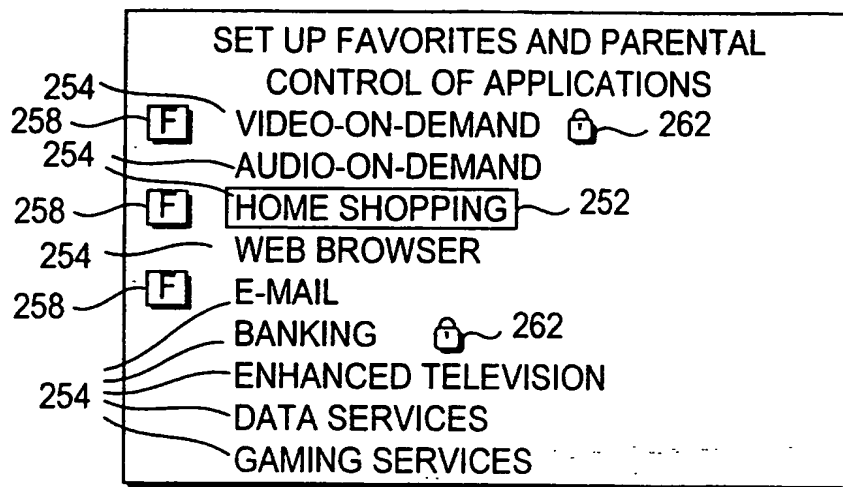 SET UP FAVORITES AND PARENTAL
CONTROL OF APPLICATIONS
254
258 F VIDEO-ON-DEMAND 262
254 AUDIO-ON-DEMAND
258 F HOME SHOPPING 252
254 WEB BROWSER
258 F E-MAIL
BANKING 262
ENHANCED TELEVISION
254 DATA SERVICES
GAMING SERVICES